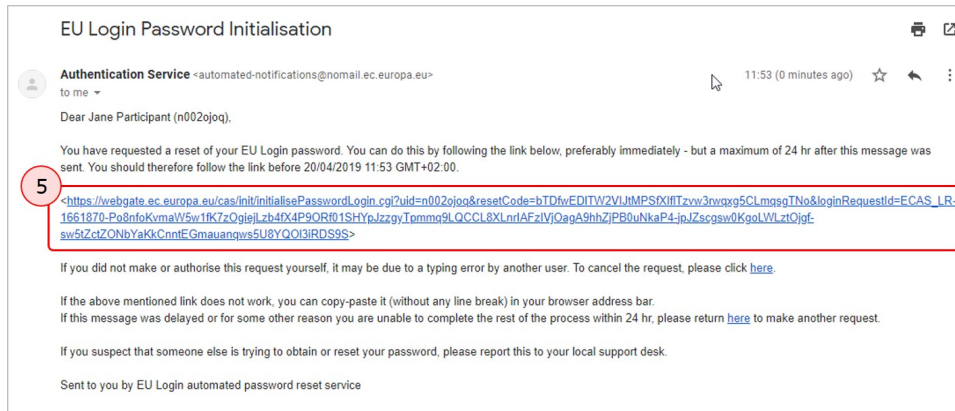 EU Login Password Initialisation
Authentication Service <automated-notifications@nomail.ec.europa.eu>
11:53 (0 minutes ago)
to me
Dear Jane Participant (n002ojoq),
You have requested a reset of your EU Login password. You can do this by following the link below, preferably immediately - but a maximum of 24 hr after this message was
sent. You should therefore follow the link before 20/04/2019 11:53 GMT+02:00.
5
<https://webgate.ec.europa.eu/cas/init/initialisePasswordLogin.cgi?uid=n002ojoq&resetCode=bTDfwEDITW2VIJtMPSfXIflTzvw3rwqxg5CLmqsgTNo&loginRequestId=ECAS_LR-
1661870-Po8nfoKvmaW5w1fK7zOgiejLzb4fX4P9ORf01SHYpJzzgyTpmmq9LQCCL8XLnrlAFzIVjOagA9hhZjPB0uNkaP4-jpJZscgsw0KgoLWLztOjgf-
sw5tZctZONbYaKkCnntEGmauanqws5U8YQOI3iRDS9S>
If you did not make or authorise this request yourself, it may be due to a typing error by another user. To cancel the request, please click here.
If the above mentioned link does not work, you can copy-paste it (without any line break) in your browser address bar.
If this message was delayed or for some other reason you are unable to complete the rest of the process within 24 hr, please return here to make another request.
If you suspect that someone else is trying to obtain or reset your password, please report this to your local support desk.
Sent to you by EU Login automated password reset service